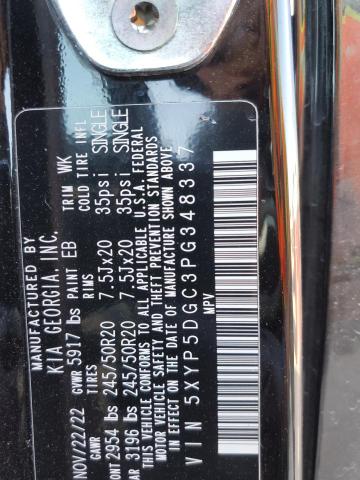 MANUFACTURED BY
KIA GEORGIA, INC.
NOV/22/22 GVWR 5917 lbs PAINT EB TRIM WK
GAWR TIRES RIMS COLD TIRE INFL
ONT 2954 lbs 245/50R20 7.5Jx20 35psi SINGLE
AR 3196 lbs 245/50R20 7.5Jx20 35psi SINGLE
THIS VEHICLE CONFORMS TO ALL APPLICABLE U.S.A. FEDERAL
MOTOR VEHICLE SAFETY AND THEFT PREVENTION STANDARDS
IN EFFECT ON THE DATE OF MANUFACTURE SHOWN ABOVE.
VIN 5XYP5DGC3PG348337
MPV